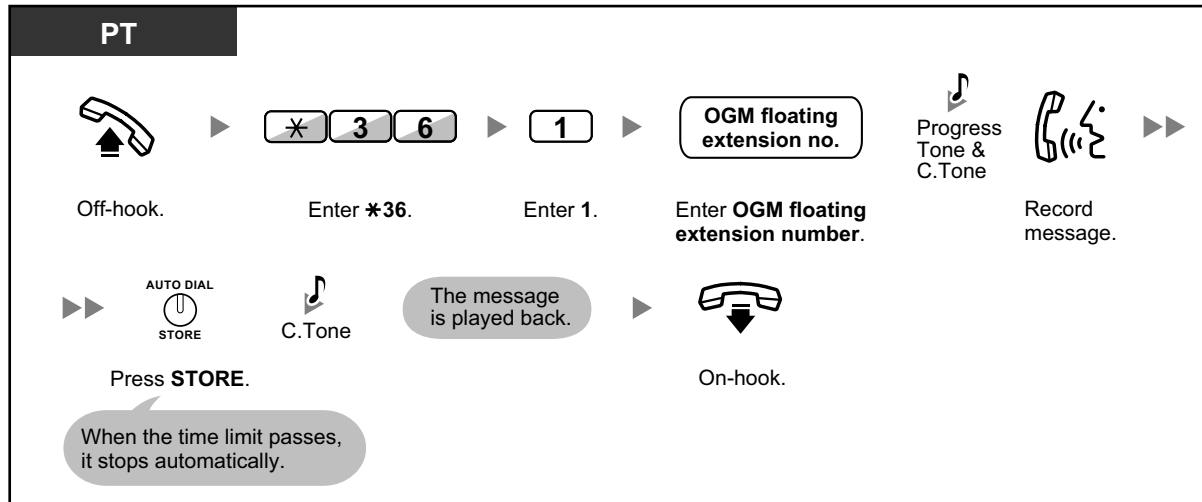 PT
✳ 3 6
1
OGM floating
extension no.
Progress
Tone &
C.Tone
Off-hook.
Enter ✳36.
Enter 1.
Enter OGM floating
extension number.
Record
message.
AUTO DIAL
STORE
C.Tone
The message
is played back.
Press STORE.
On-hook.
When the time limit passes,
it stops automatically.